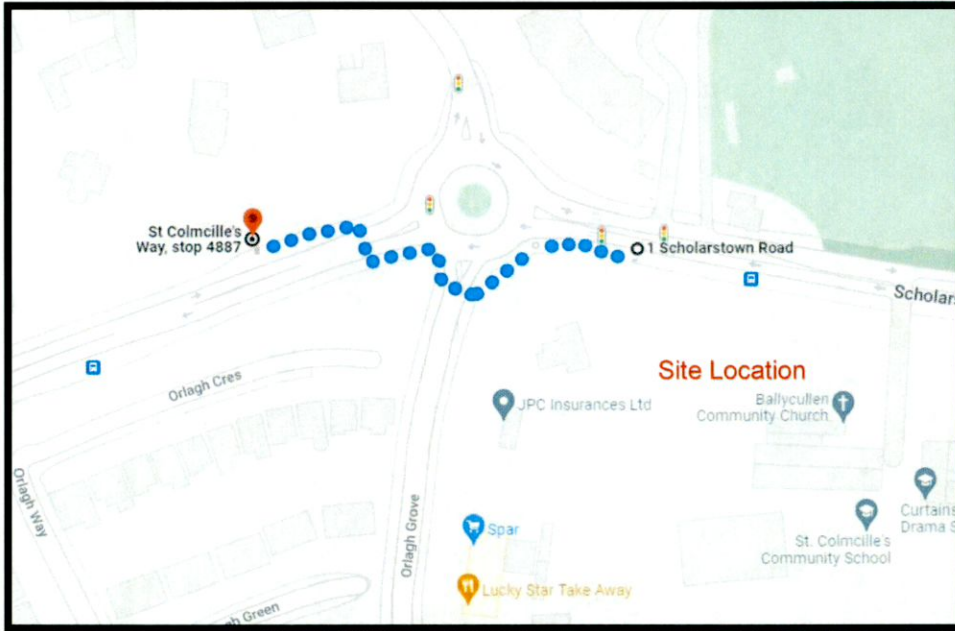 St Colmcille's
Way, stop 4887
1 Scholarstown Road
Scholars
Site Location
Orlagh Cres
JPC Insurances Ltd
Ballycullen
Community Church
Orlagh Way
Orlagh Grove
Spar
Curtains
Drama S
St. Colmcille's
Community School
Lucky Star Take Away
gh Green